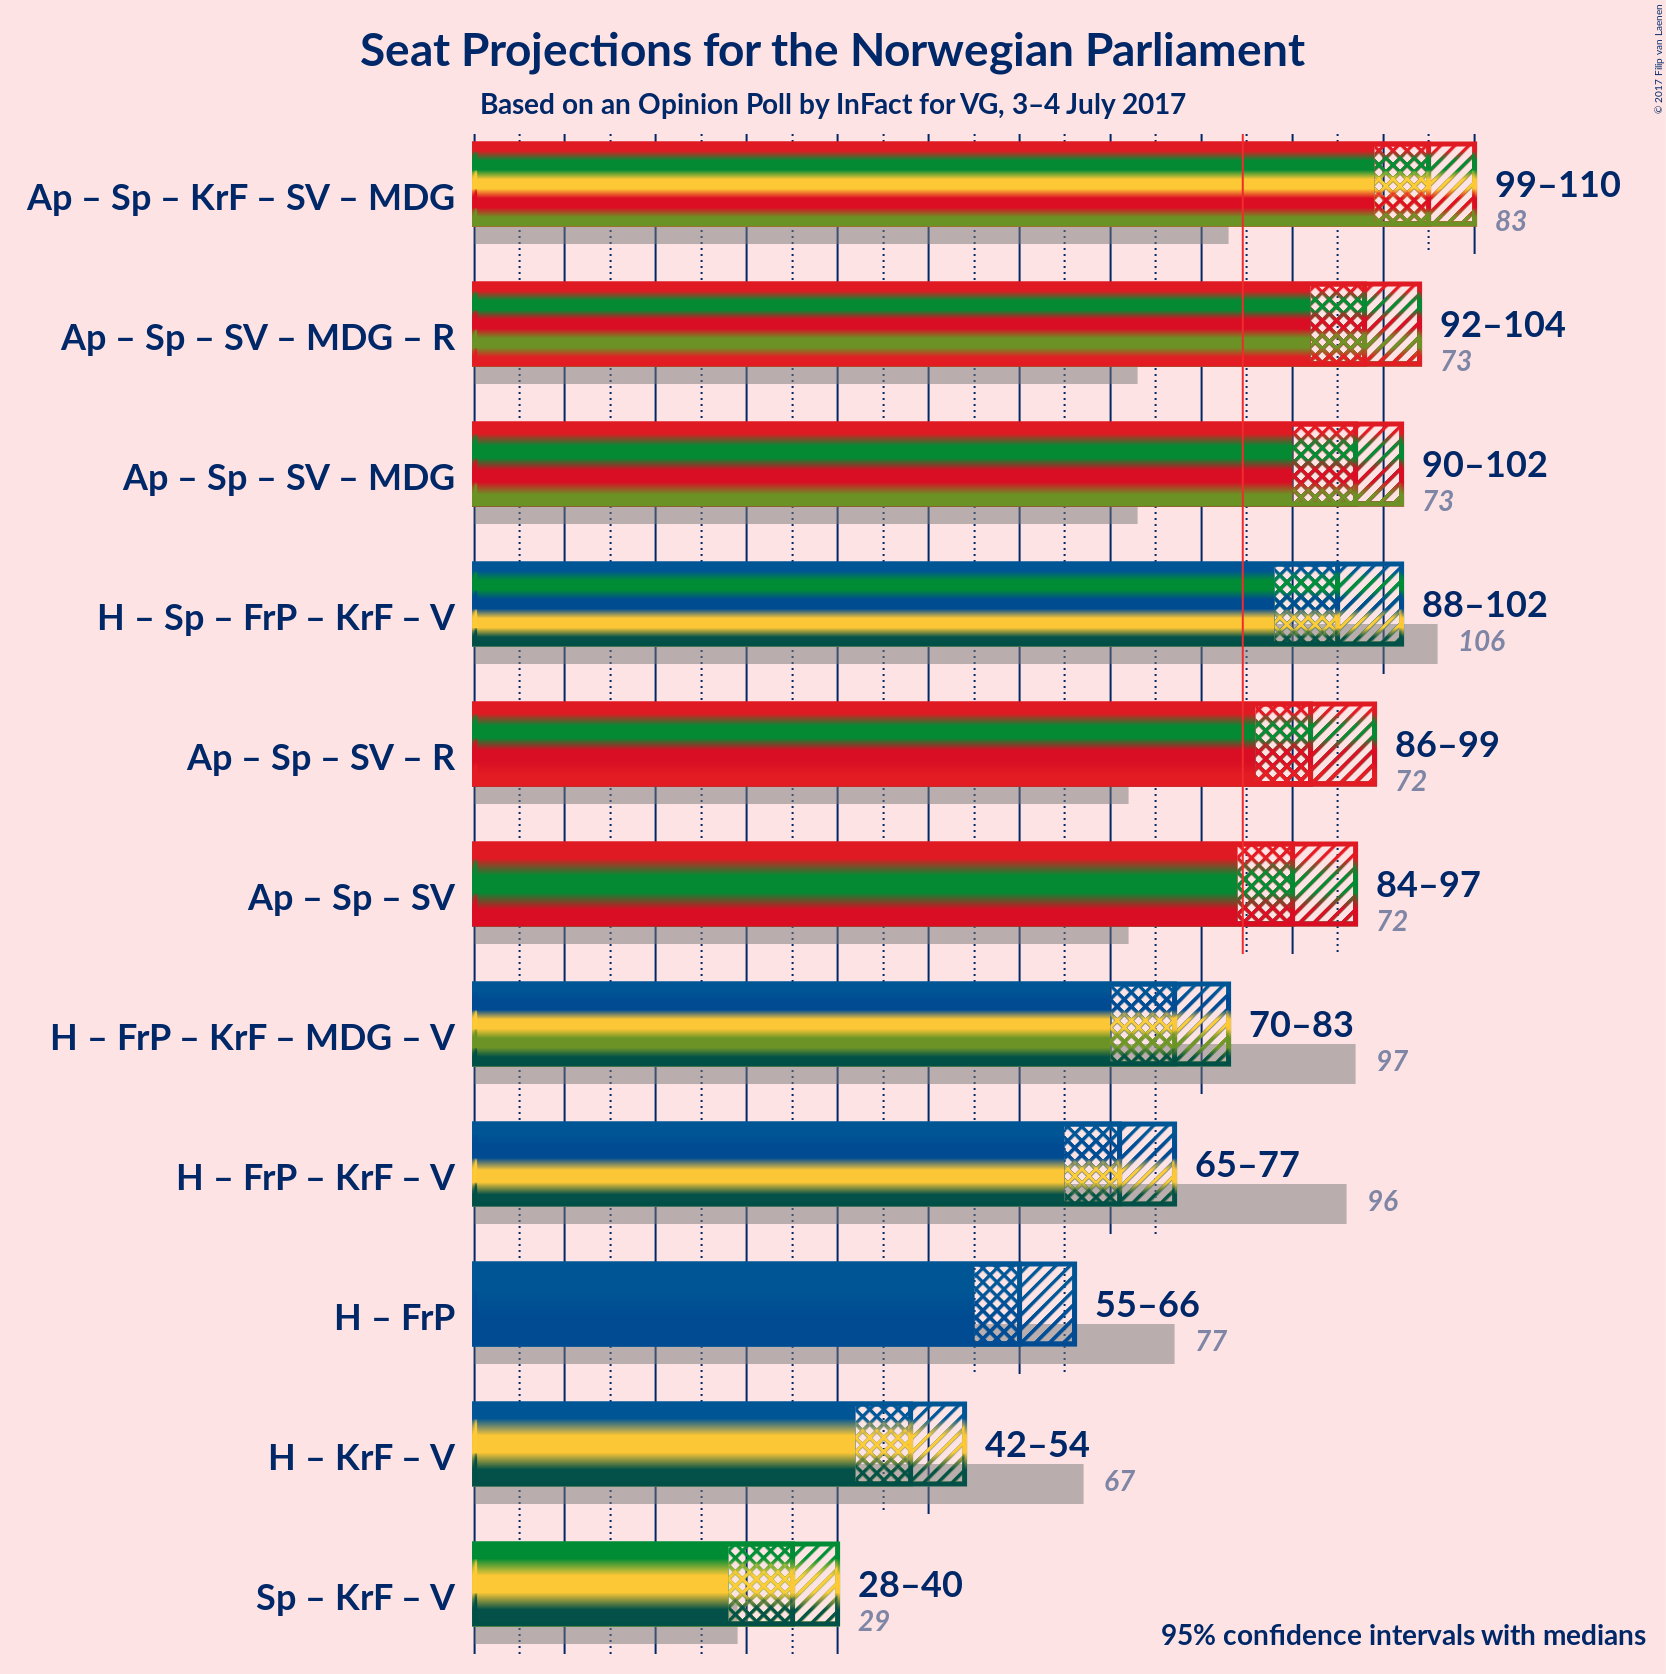 Seat Projections for the Norwegian Parliament
Based on an Opinion Poll by InFact for VG, 3–4 July 2017
© 2017 Filip van Laenen
Ap – Sp – KrF – SV – MDG
99–110
83
Ap – Sp – SV – MDG – R
92–104
73
Ap – Sp – SV – MDG
90–102
73
H – Sp – FrP – KrF – V
88–102
106
Ap – Sp – SV – R
86–99
72
Ap – Sp – SV
84–97
72
H – FrP – KrF – MDG – V
70–83
97
H – FrP – KrF – V
65–77
96
H – FrP
55–66
77
H – KrF – V
42–54
67
Sp – KrF – V
28–40
29
95% confidence intervals with medians